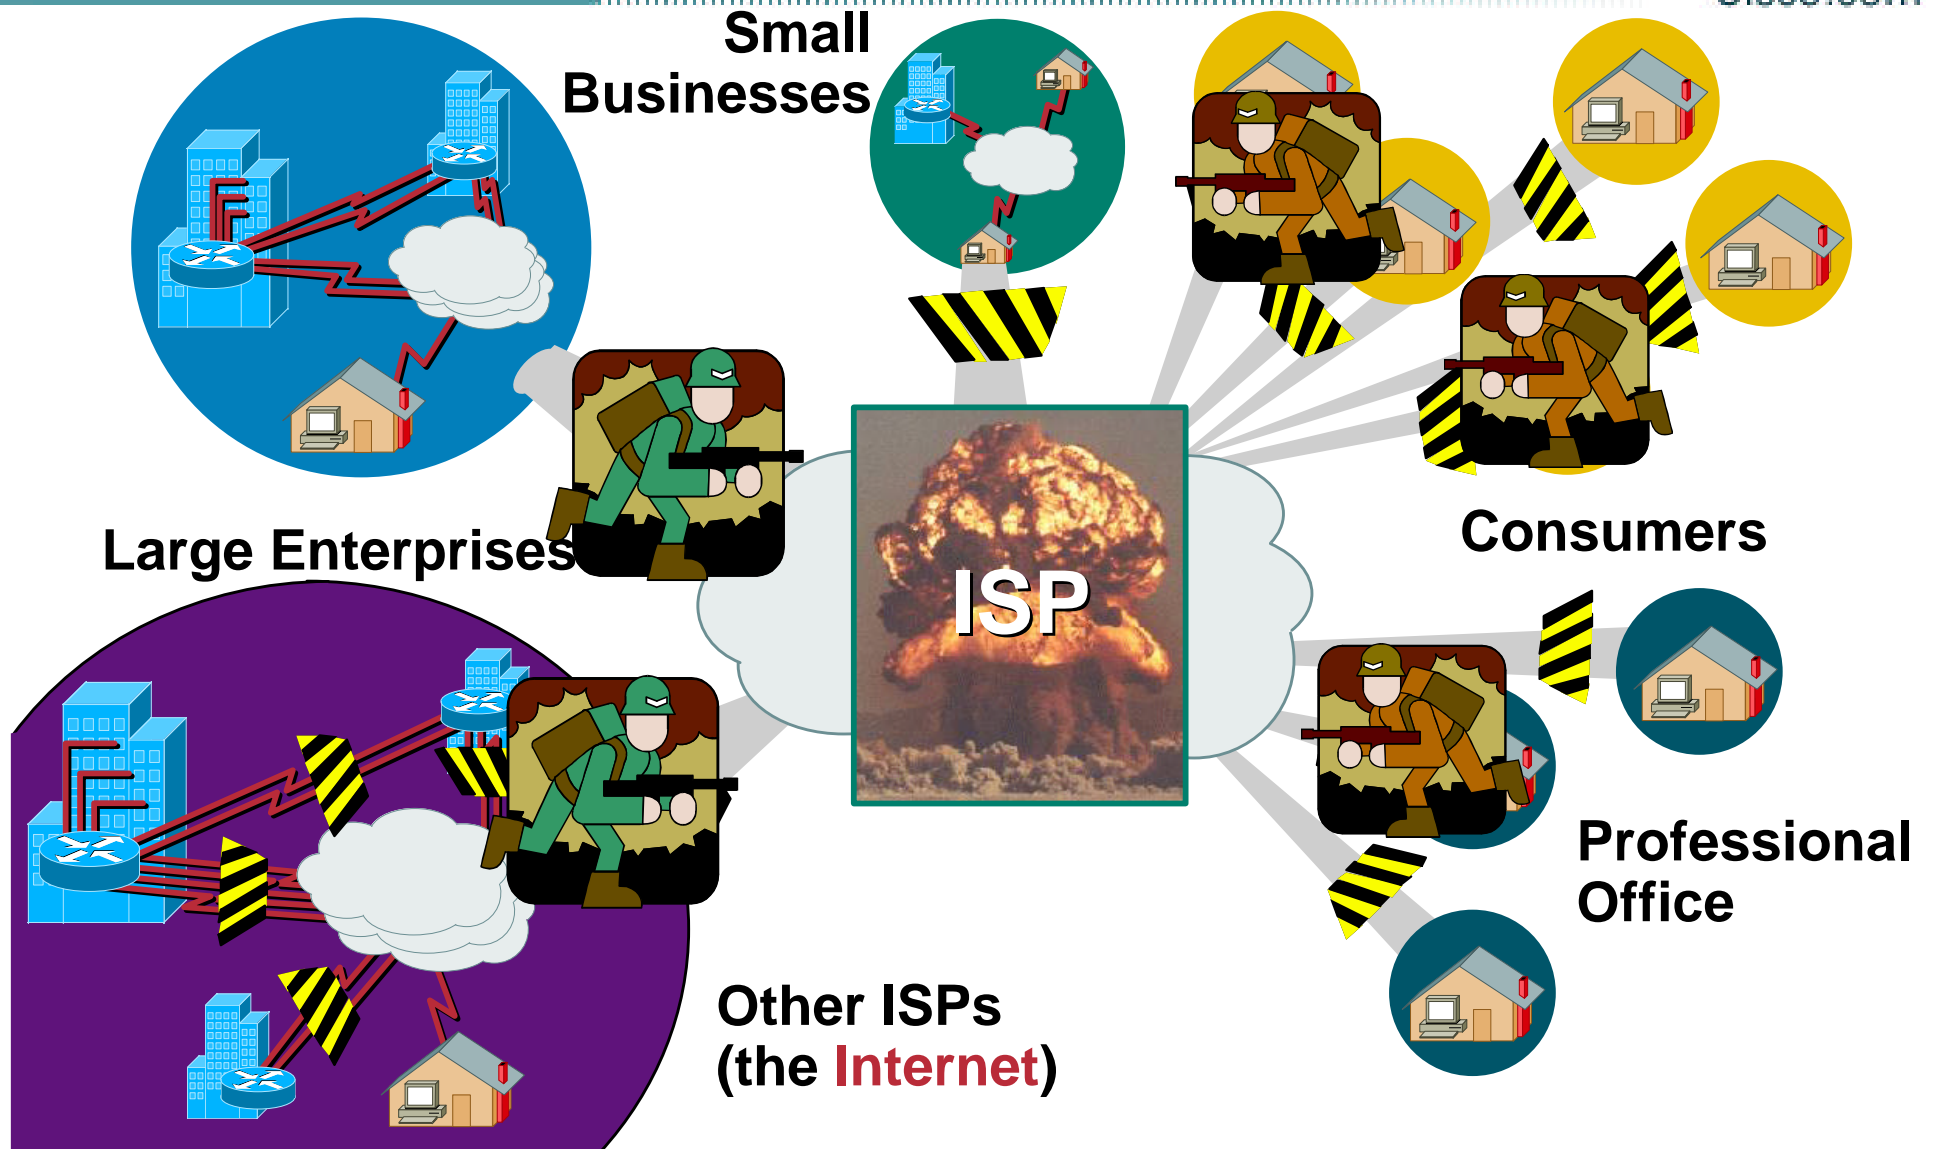 Small
Businesses
Large Enterprises
ISP
Consumers
Professional
Office
Other ISPs
(the Internet)